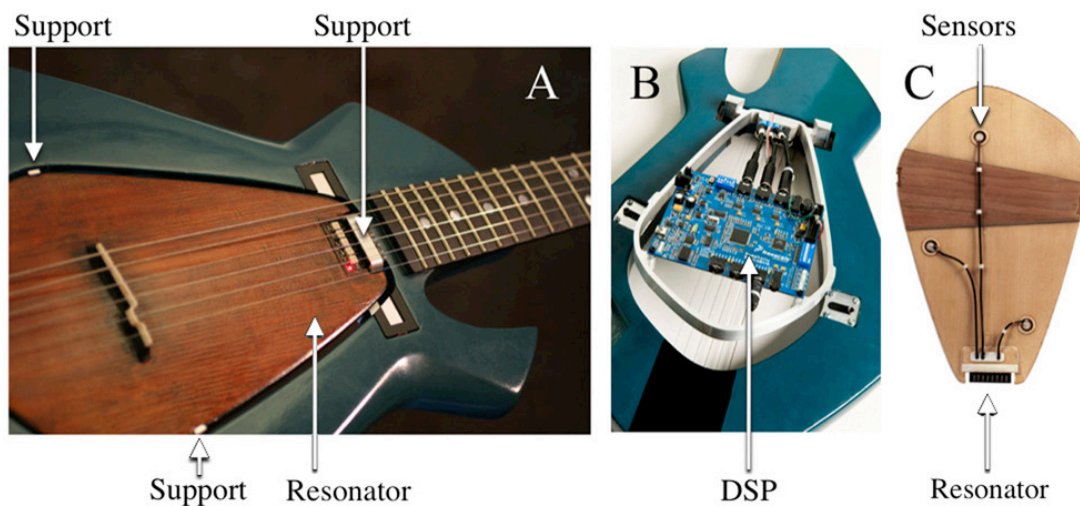 Support
Support
Sensors
A
B
C
Support
Resonator
DSP
Resonator